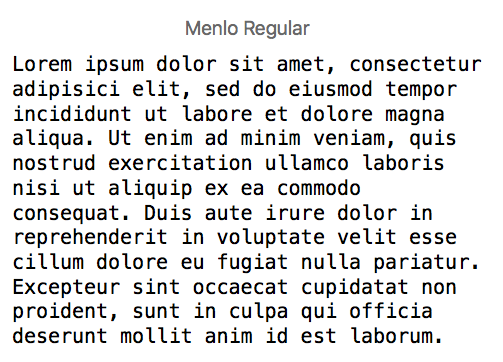 Menlo Regular
Lorem ipsum dolor sit amet, consectetur
adipisici elit, sed do eiusmod tempor
incididunt ut labore et dolore magna
aliqua. Ut enim ad minim veniam, quis
nostrud exercitation ullamco laboris
nisi ut aliquip ex ea commodo
consequat. Duis aute irure dolor in
reprehenderit in voluptate velit esse
cillum dolore eu fugiat nulla pariatur.
Excepteur sint occaecat cupidatat non
proident, sunt in culpa qui officia
deserunt mollit anim id est laborum.